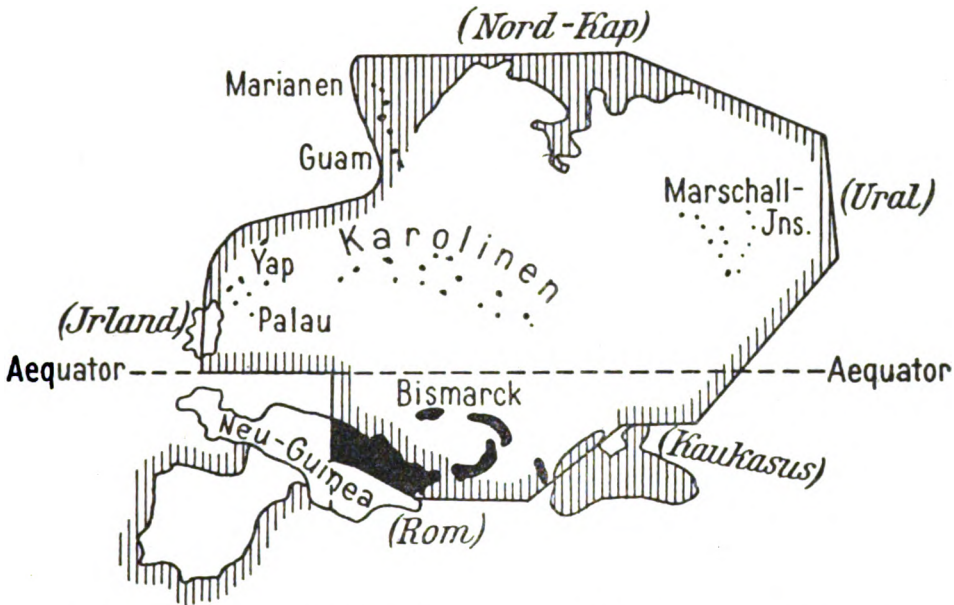 (Nord-Kap)
Marianen
Guam
Marschall-
Jns.
(Ural)
Karolinen
Yap
Palau
(Jrland)
Aequator
Aequator
Bismarck
Neu-Guinea
(Kaukasus)
(Rom)